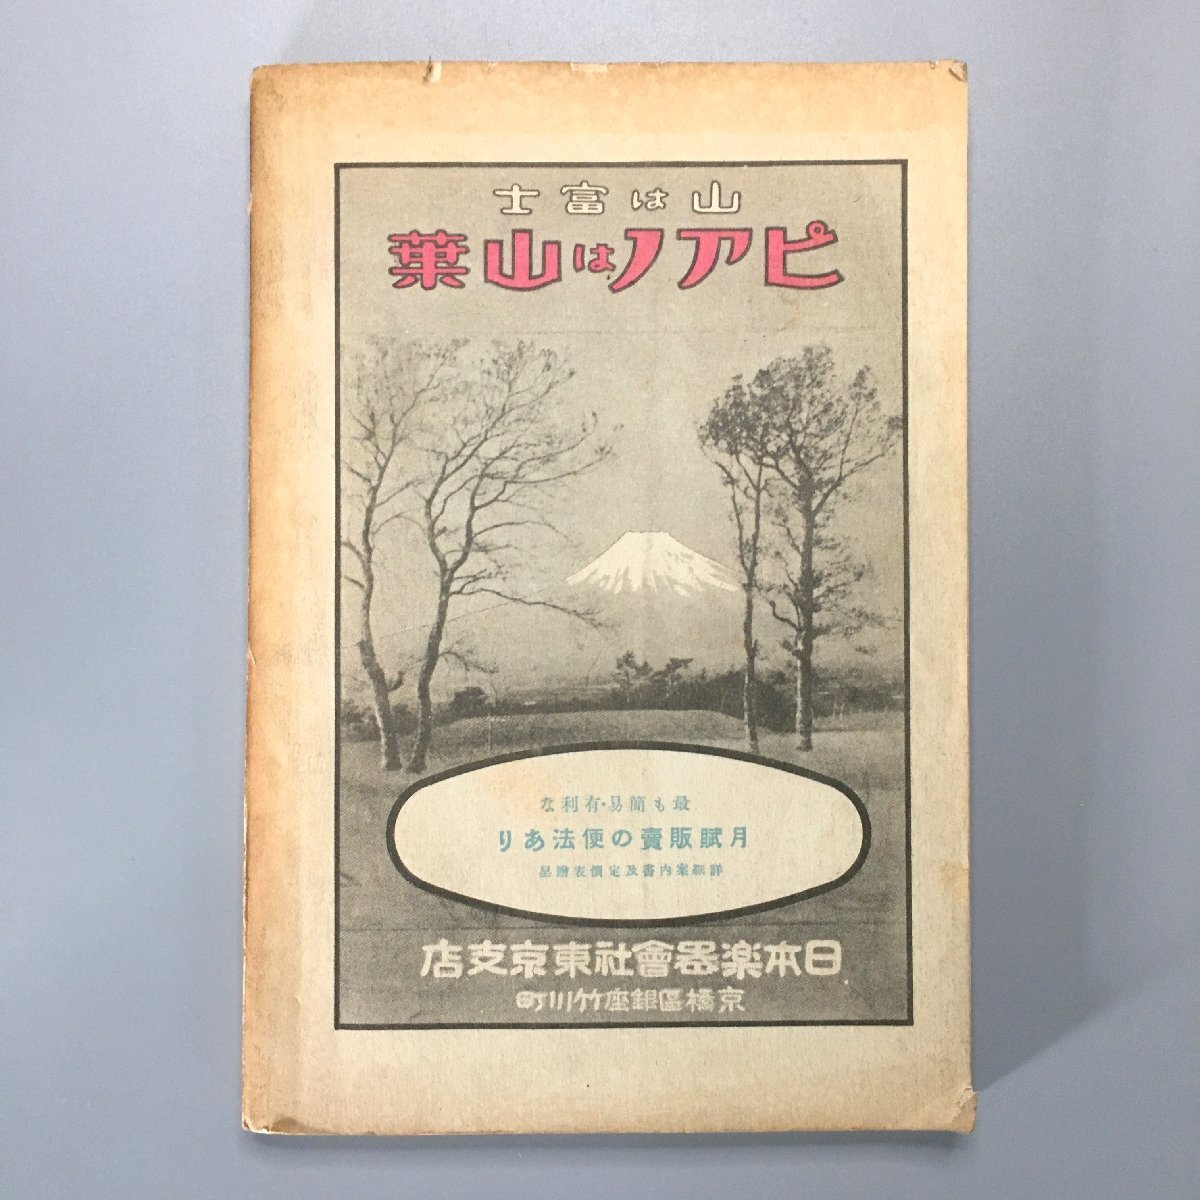 山は富士
ピアノは山葉
最も簡易・有利な
月賦販賣の便法あり
詳細案内書及定價表贈呈
日本楽器會社東京支店
京橋區銀座竹川町